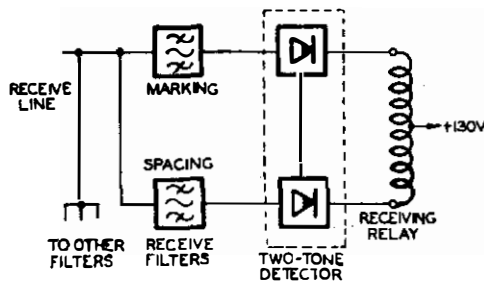 RECEIVE
LINE
MARKING
+130V
SPACING
TO OTHER
FILTERS
RECEIVE
FILTERS
TWO-TONE
DETECTOR
RECEIVING
RELAY